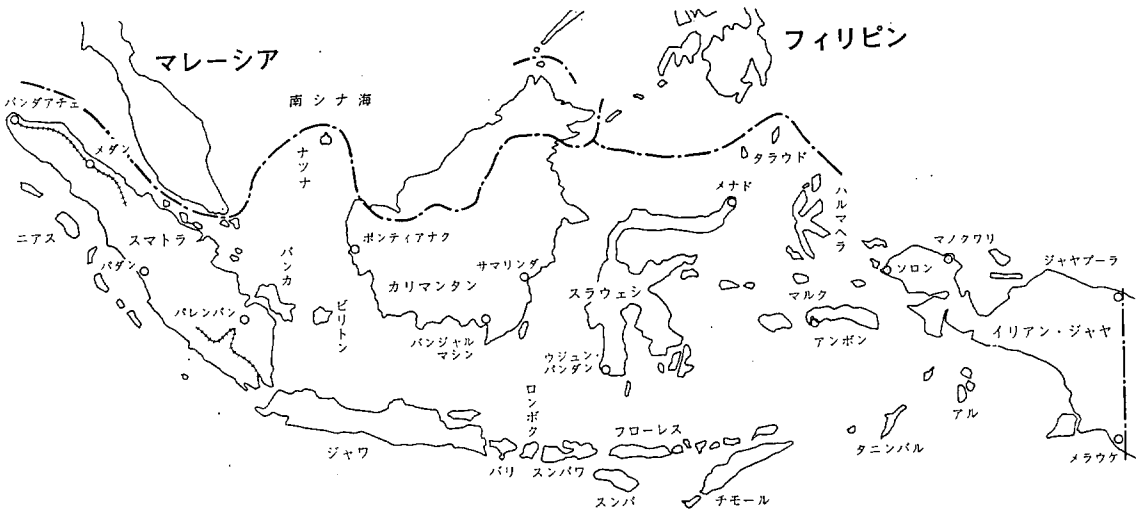 マレーシア
フィリピン
南シナ海
バンダアチェ
メダン
ナツナ
タラウド
メナド
ハルマヘラ
ニアス
スマトラ
パダン
バンカ
ポンティアナク
サマリンダ
カリマンタン
スラウェシ
マノクワリ
ソロン
ジャヤプーラ
パレンバン
ビリトン
バンジャル
マシン
マルク
アンボン
イリアン・ジャヤ
ウジュン・
パンダン
ロンボク
フローレス
アル
ジャワ
バリ
スンバワ
タニンバル
メラウケ
スンバ
チモール